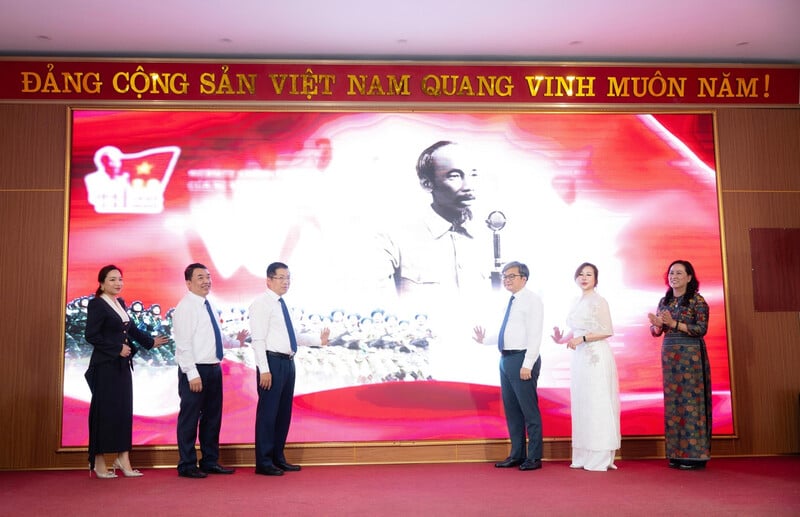 ĐẢNG CỘNG SẢN VIỆT NAM QUANG VINH MUÔN NĂM!